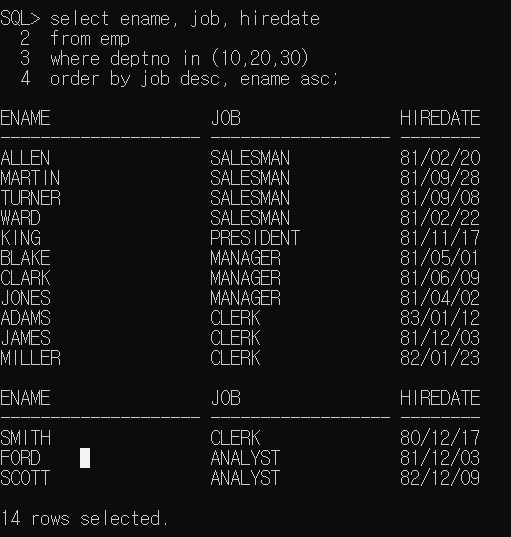 SQL> select ename, job, hiredate
  2  from emp
  3  where deptno in (10,20,30)
  4  order by job desc, ename asc;
ENAME                JOB                HIREDATE
-------------------- ------------------ --------
ALLEN                SALESMAN           81/02/20
MARTIN               SALESMAN           81/09/28
TURNER               SALESMAN           81/09/08
WARD                 SALESMAN           81/02/22
KING                 PRESIDENT          81/11/17
BLAKE                MANAGER            81/05/01
CLARK                MANAGER            81/06/09
JONES                MANAGER            81/04/02
ADAMS                CLERK              83/01/12
JAMES                CLERK              81/12/03
MILLER               CLERK              82/01/23
ENAME                JOB                HIREDATE
-------------------- ------------------ --------
SMITH                CLERK              80/12/17
FORD                 ANALYST            81/12/03
SCOTT                ANALYST            82/12/09
14 rows selected.